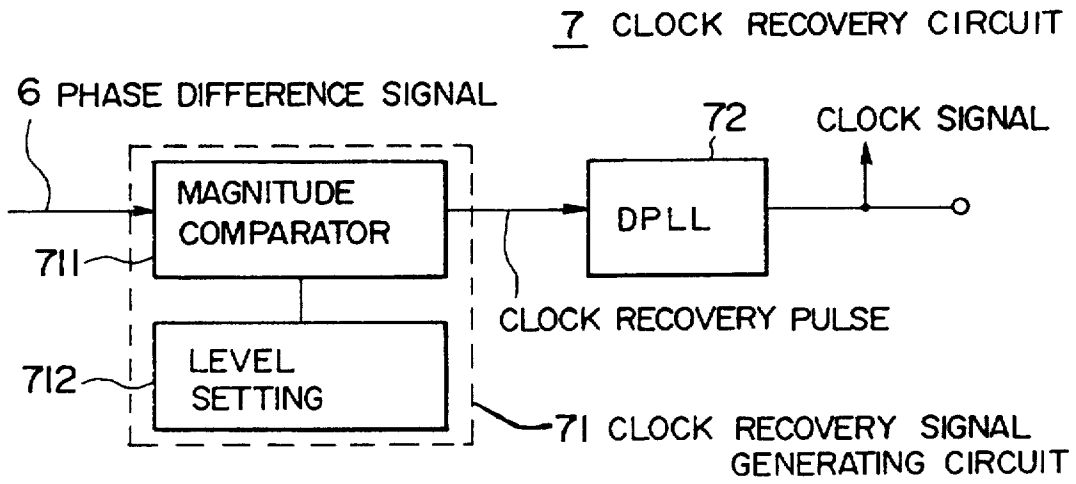 7 CLOCK RECOVERY CIRCUIT
6 PHASE DIFFERENCE SIGNAL
72
CLOCK SIGNAL
MAGNITUDE
COMPARATOR
DPLL
711
CLOCK RECOVERY PULSE
LEVEL
SETTING
712
71 CLOCK RECOVERY SIGNAL
GENERATING CIRCUIT